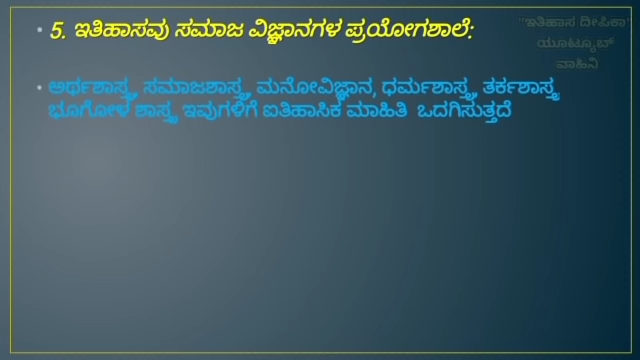 • 5. ಇತಿಹಾಸವು ಸಮಾಜ ವಿಜ್ಞಾನಗಳ ಪ್ರಯೋಗಶಾಲೆ:
"ಇತಿಹಾಸ ದೀಪಿಕಾ"
ಯೂಟ್ಯೂಬ್
ವಾಹಿನಿ
• ಅರ್ಥಶಾಸ್ತ್ರ, ಸಮಾಜಶಾಸ್ತ್ರ, ಮನೋವಿಜ್ಞಾನ, ಧರ್ಮಶಾಸ್ತ್ರ, ತರ್ಕಶಾಸ್ತ್ರ
ಭೂಗೋಳ ಶಾಸ್ತ್ರ ಇವುಗಳಿಗೆ ಐತಿಹಾಸಿಕ ಮಾಹಿತಿ ಒದಗಿಸುತ್ತದೆ